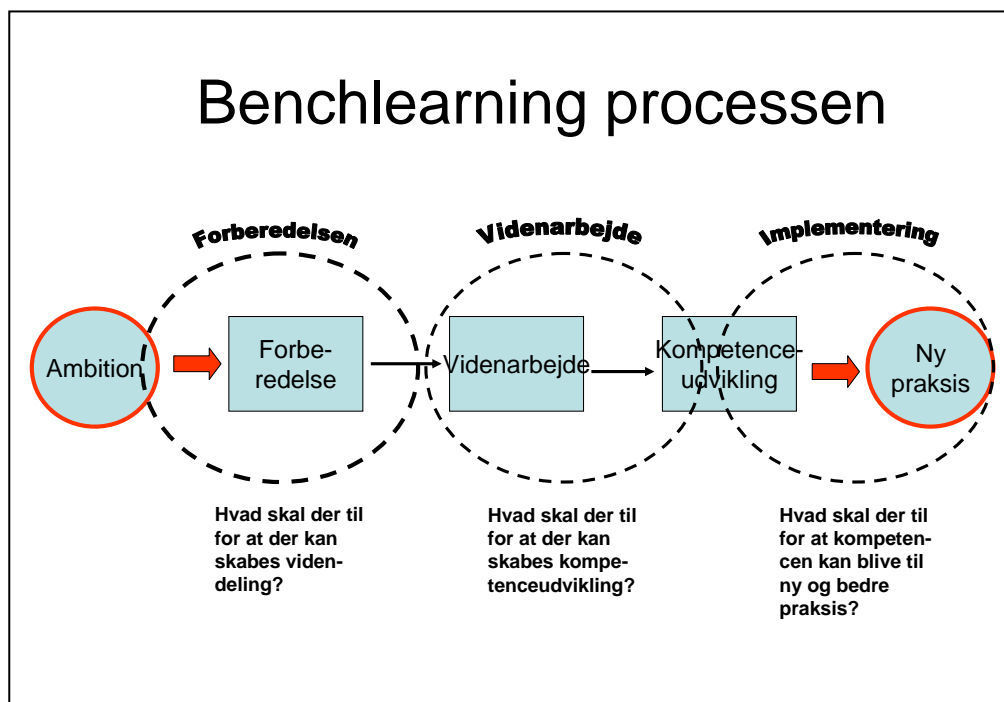 Benchlearning processen
Forberedelsen
Videnarbejde
Implementering
Ambition
Forbe-
redelse
Videnarbejde
Kompetence-
udvikling
Ny
praksis
Hvad skal der til
for at der kan
skabes viden-
deling?
Hvad skal der til
for at der kan
skabes kompe-
tenceudvikling?
Hvad skal der til
for at kompeten-
cen kan blive til
ny og bedre
praksis?